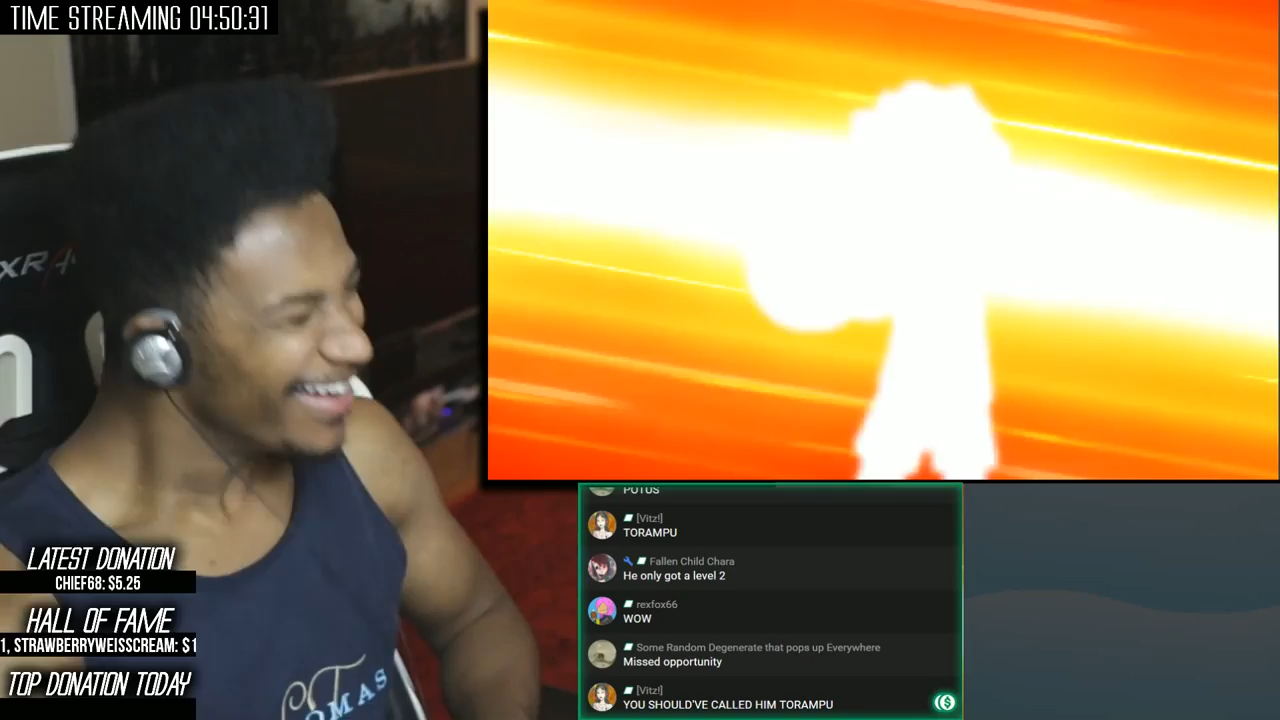 TIME STREAMING 04:50:31
XRA
POTUS
[Vitz!]
TORAMPU
Fallen Child Chara
He only got a level 2
rexfox66
WOW
Some Random Degenerate that pops up Everywhere
Missed opportunity
[Vitz!]
YOU SHOULD'VE CALLED HIM TORAMPU
LATEST DONATION
CHIEF68: $5.25
HALL OF FAME
1, STRAWBERRYWEISSCREAM: $1
TOP DONATION TODAY
OMAS